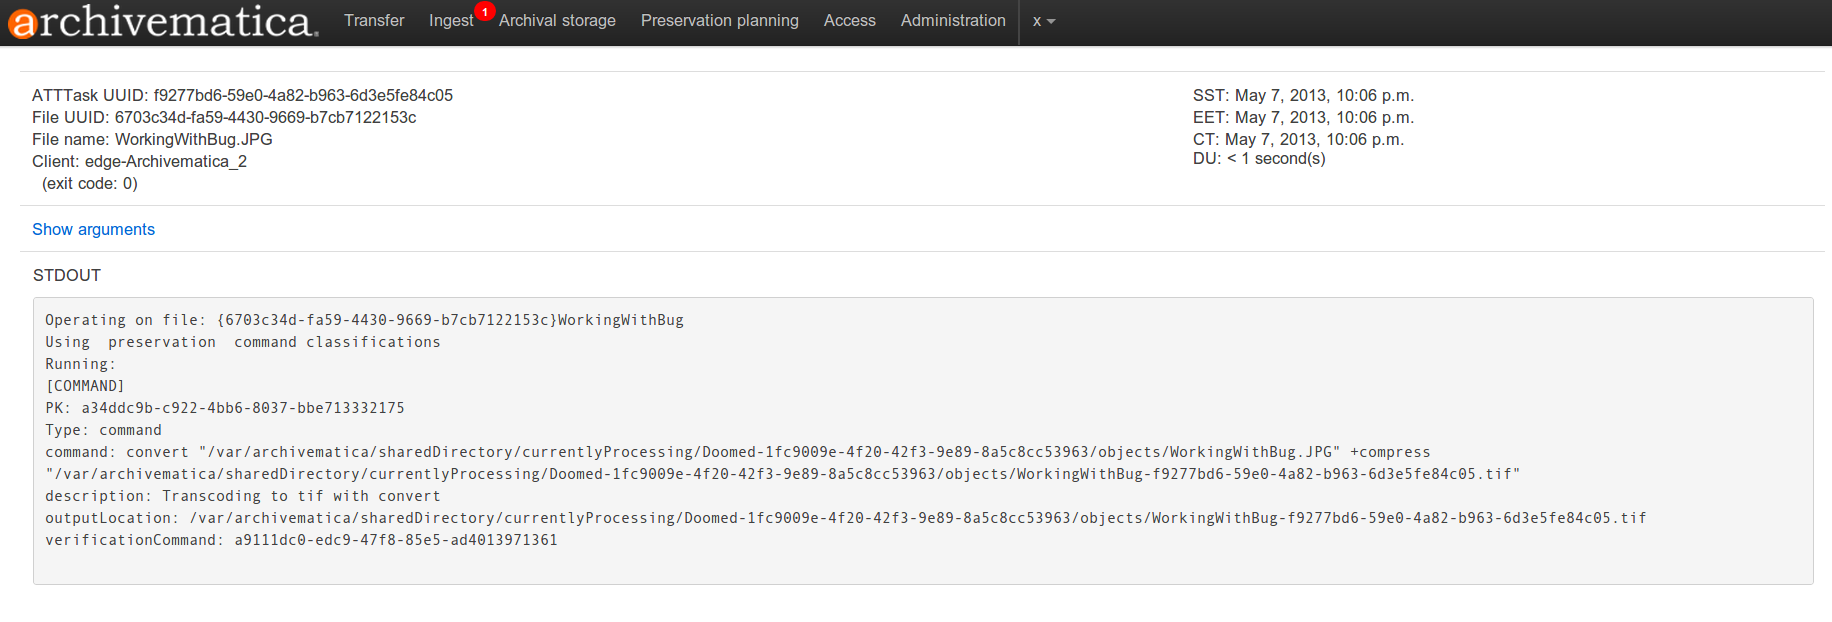 archivematica.
Transfer Ingest 1 Archival storage Preservation planning Access Administration x
ATTTask UUID: f9277bd6-59e0-4a82-b963-6d3e5fe84c05
File UUID: 6703c34d-fa59-4430-9669-b7cb7122153c
File name: WorkingWithBug.JPG
Client: edge-Archivematica_2
(exit code: 0)
SST: May 7, 2013, 10:06 p.m.
EET: May 7, 2013, 10:06 p.m.
CT: May 7, 2013, 10:06 p.m.
DU: < 1 second(s)
Show arguments
STDOUT
Operating on file: {6703c34d-fa59-4430-9669-b7cb7122153c}WorkingWithBug
Using  preservation  command classifications
Running:
[COMMAND]
PK: a34ddc9b-c922-4bb6-8037-bbe713332175
Type: command
command: convert "/var/archivematica/sharedDirectory/currentlyProcessing/Doomed-1fc9009e-4f20-42f3-9e89-8a5c8cc53963/objects/WorkingWithBug.JPG" +compress
"/var/archivematica/sharedDirectory/currentlyProcessing/Doomed-1fc9009e-4f20-42f3-9e89-8a5c8cc53963/objects/WorkingWithBug-f9277bd6-59e0-4a82-b963-6d3e5fe84c05.tif"
description: Transcoding to tif with convert
outputLocation: /var/archivematica/sharedDirectory/currentlyProcessing/Doomed-1fc9009e-4f20-42f3-9e89-8a5c8cc53963/objects/WorkingWithBug-f9277bd6-59e0-4a82-b963-6d3e5fe84c05.tif
verificationCommand: a9111dc0-edc9-47f8-85e5-ad4013971361